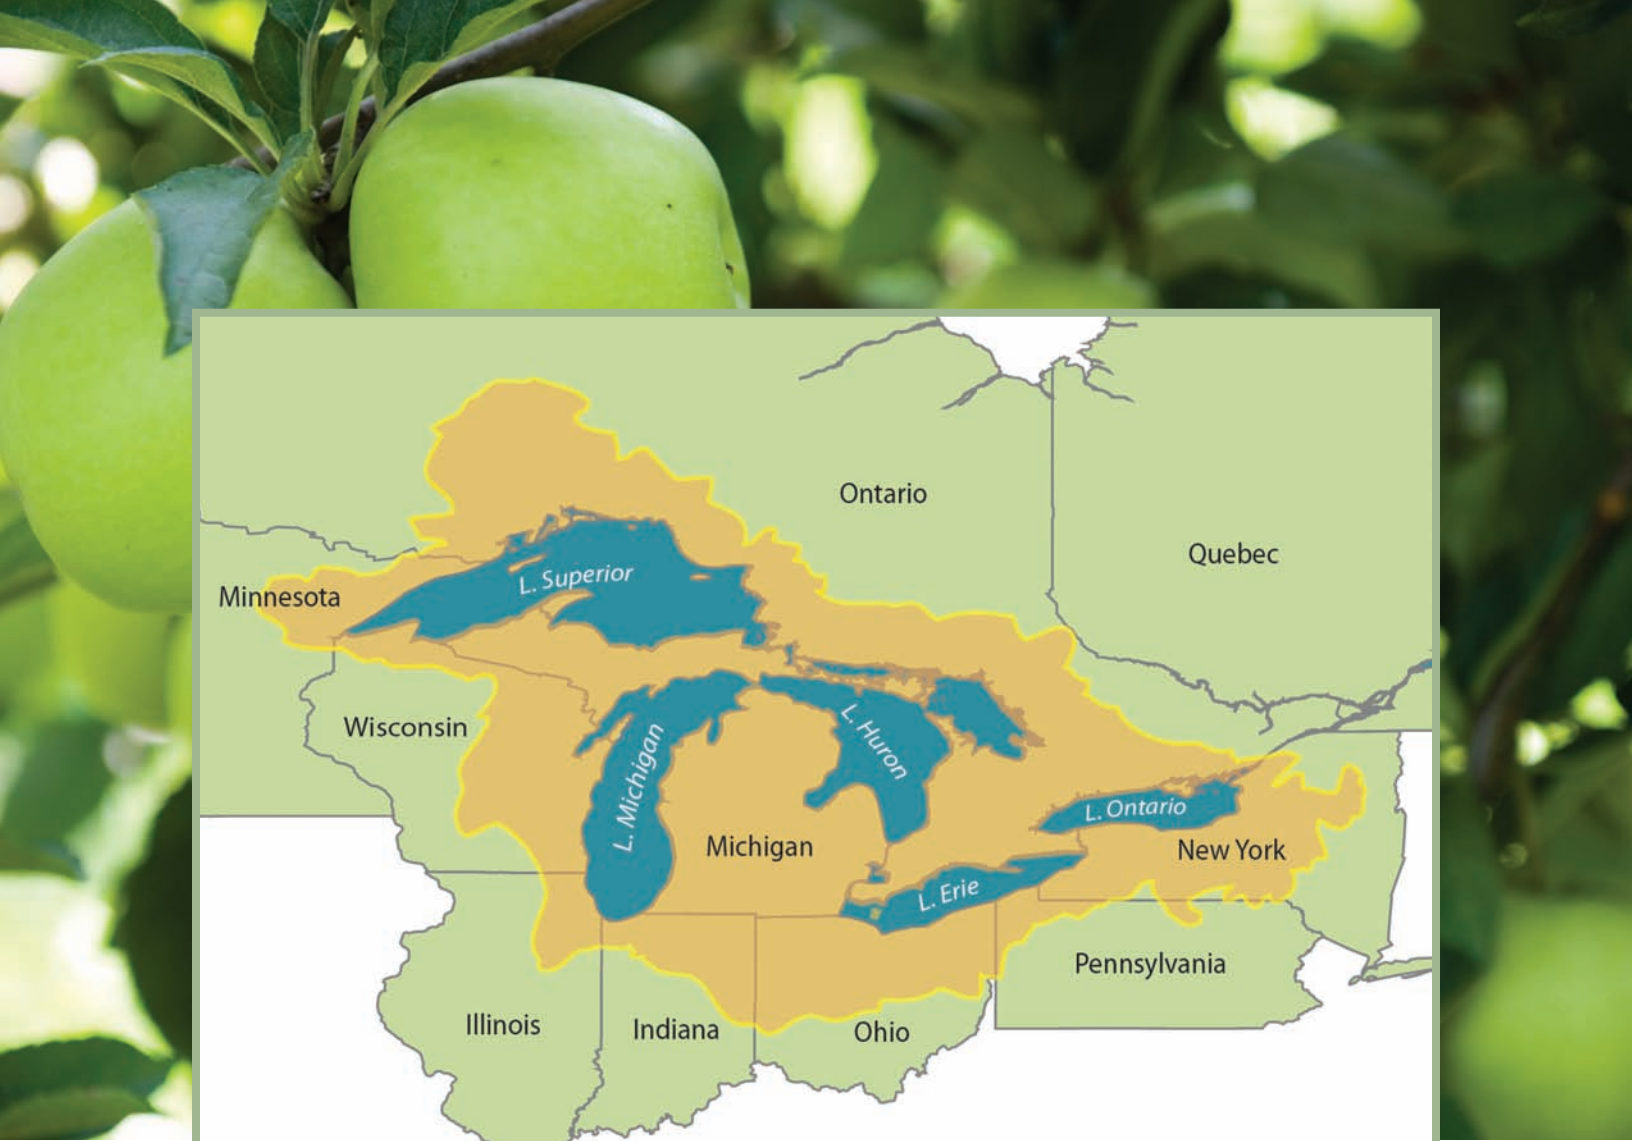 Ontario
Quebec
L. Superior
Minnesota
Wisconsin
L. Michigan
L. Huron
L. Ontario
Michigan
New York
L. Erie
Pennsylvania
Illinois
Indiana
Ohio